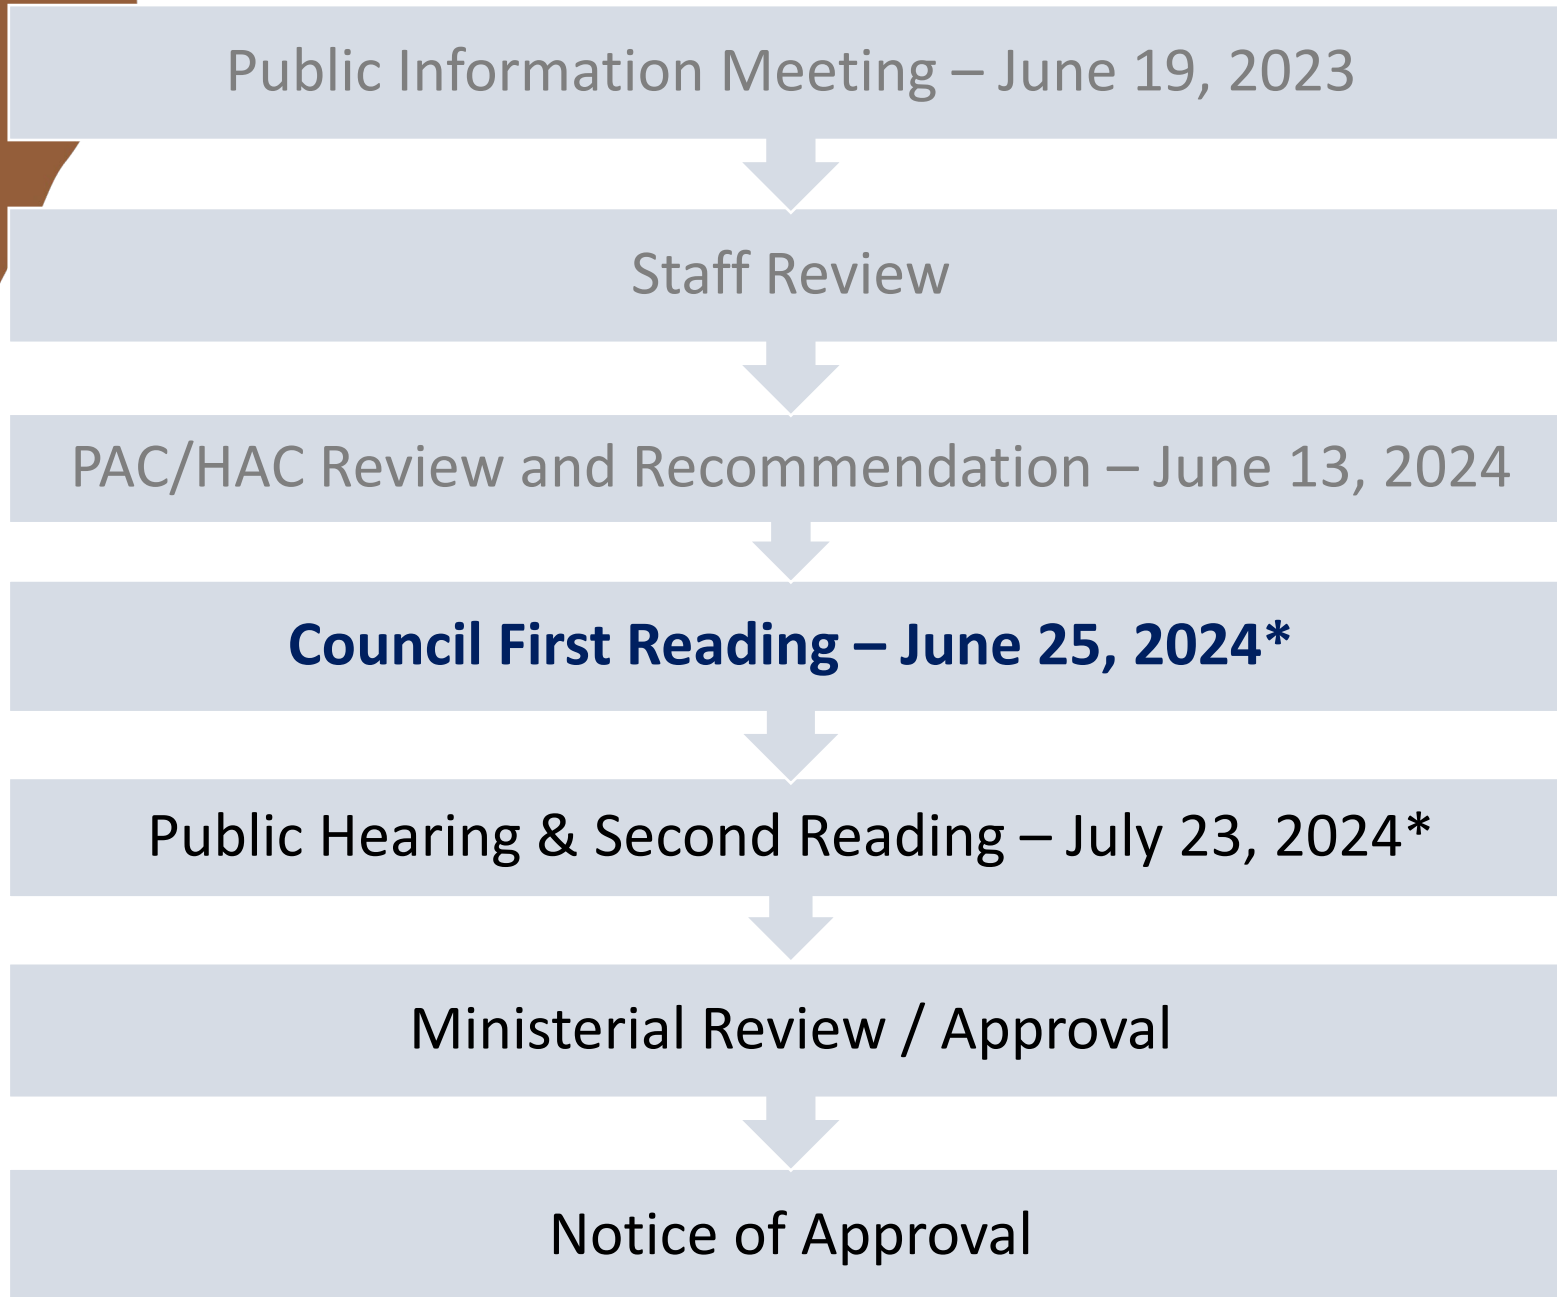 Public Information Meeting – June 19, 2023
Staff Review
PAC/HAC Review and Recommendation – June 13, 2024
Council First Reading – June 25, 2024*
Public Hearing & Second Reading – July 23, 2024*
Ministerial Review / Approval
Notice of Approval